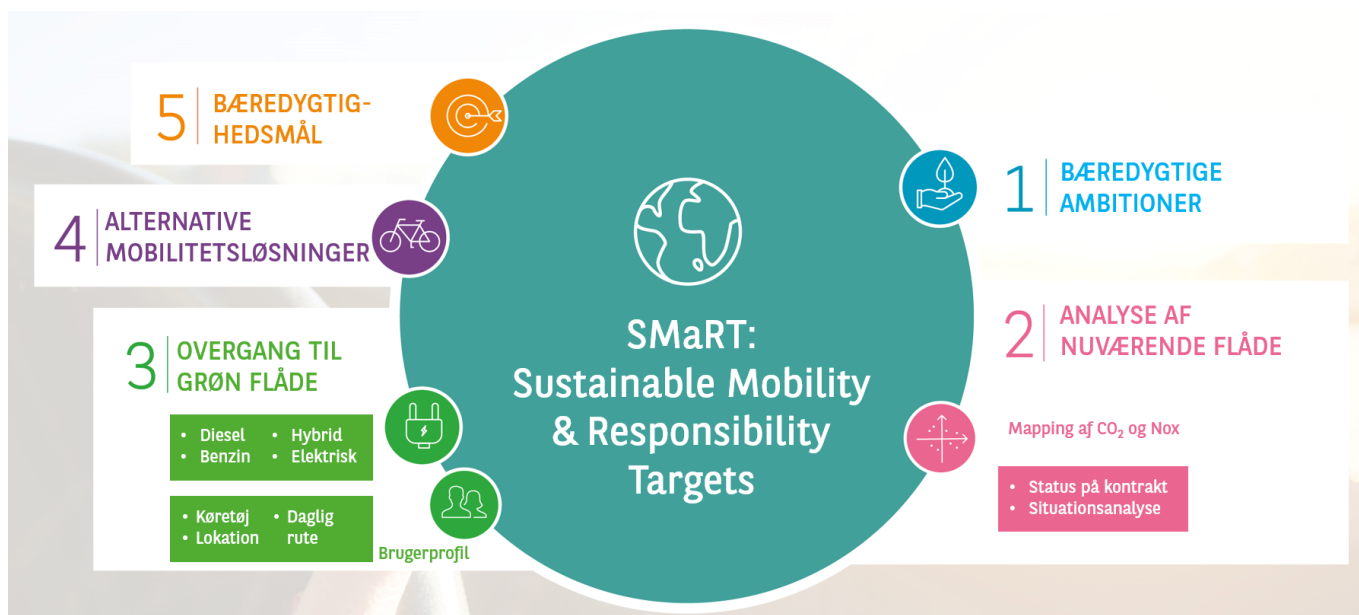 SMaRT:
Sustainable Mobility
& Responsibility
Targets
1
BÆREDYGTIGE
AMBITIONER
2
ANALYSE AF
NUVÆRENDE FLÅDE
Mapping af CO₂ og Nox
• Status på kontrakt
• Situationsanalyse
3
OVERGANG TIL
GRØN FLÅDE
• Diesel • Hybrid
• Benzin • Elektrisk
• Køretøj • Daglig
• Lokation rute
Brugerprofil
4
ALTERNATIVE
MOBILITETSLØSNINGER
5
BÆREDYGTIG-
HEDSMÅL